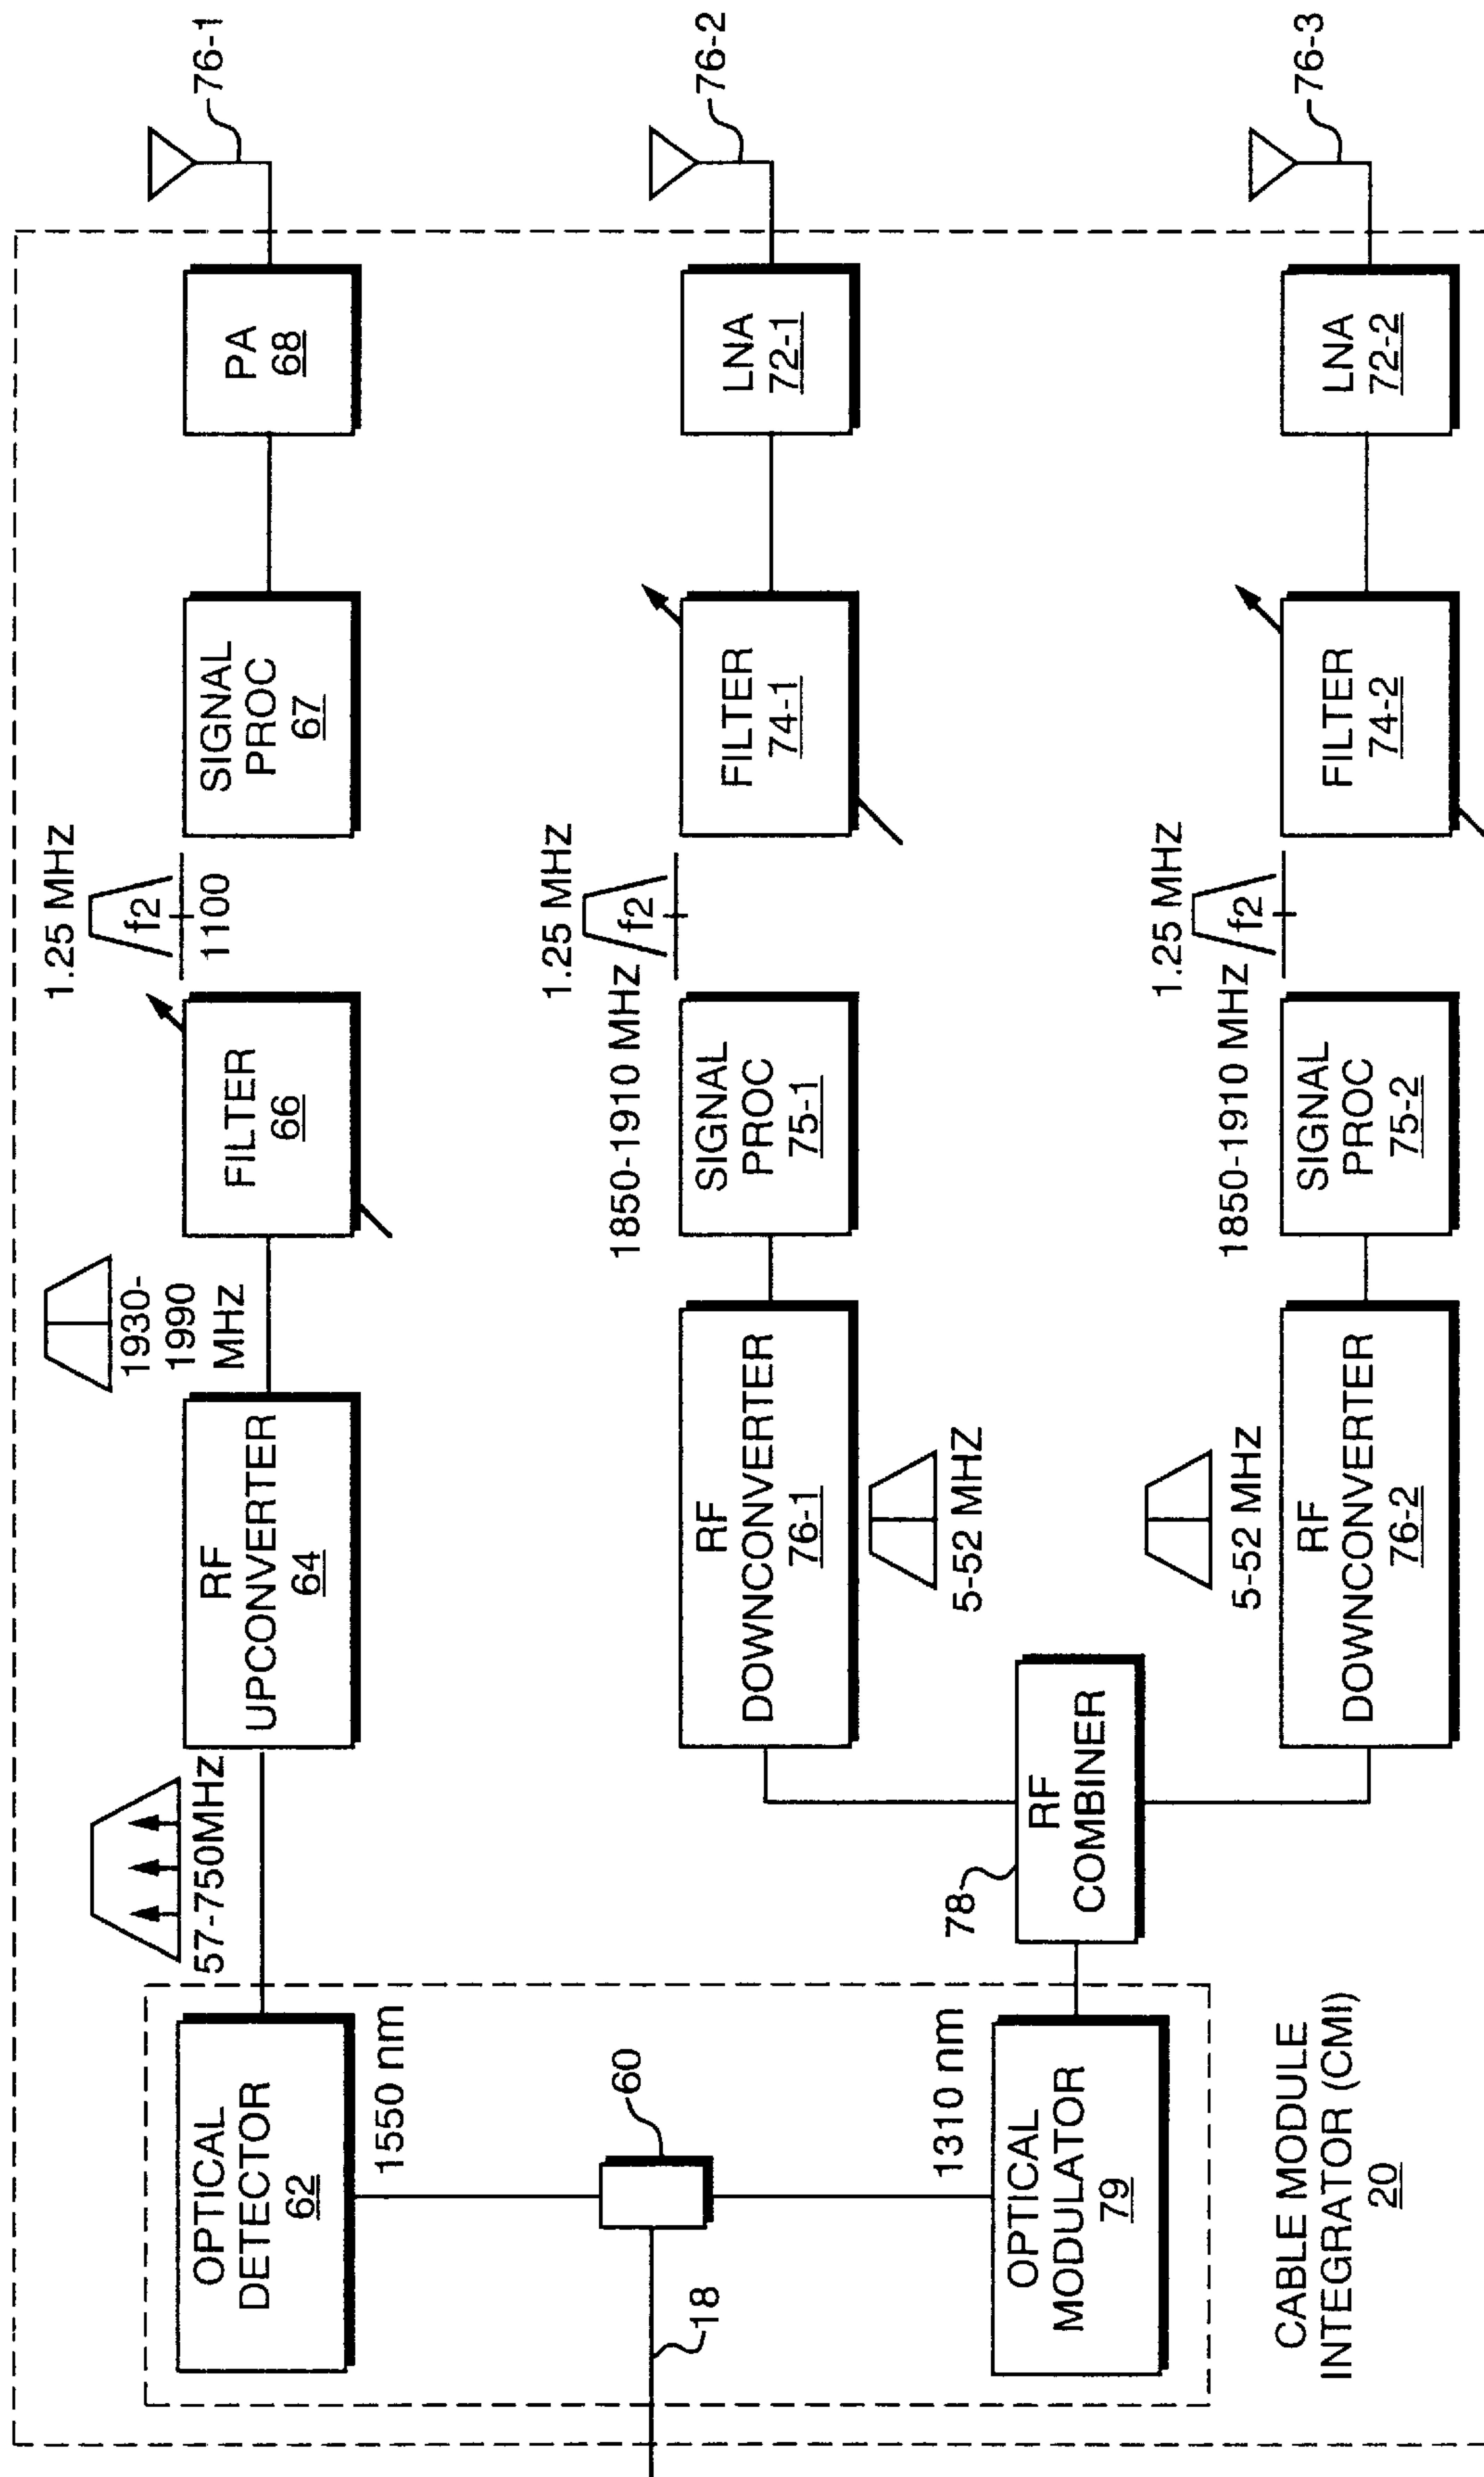 57-750MHz
1930-
1990
MHz
1.25 MHz
f2
1100
76-1
OPTICAL
DETECTOR
62
1550 nm
RF
UPCONVERTER
64
FILTER
66
SIGNAL
PROC
67
PA
68
60
18
1850-1910 MHz
1.25 MHz
f2
76-2
RF
DOWNCONVERTER
76-1
5-52 MHZ
SIGNAL
PROC
75-1
FILTER
74-1
LNA
72-1
78
RF
COMBINER
1310 nm
OPTICAL
MODULATOR
79
5-52 MHZ
1850-1910 MHz
1.25 MHz
f2
76-3
RF
DOWNCONVERTER
76-2
SIGNAL
PROC
75-2
FILTER
74-2
LNA
72-2
CABLE MODULE
INTEGRATOR (CMI)
20